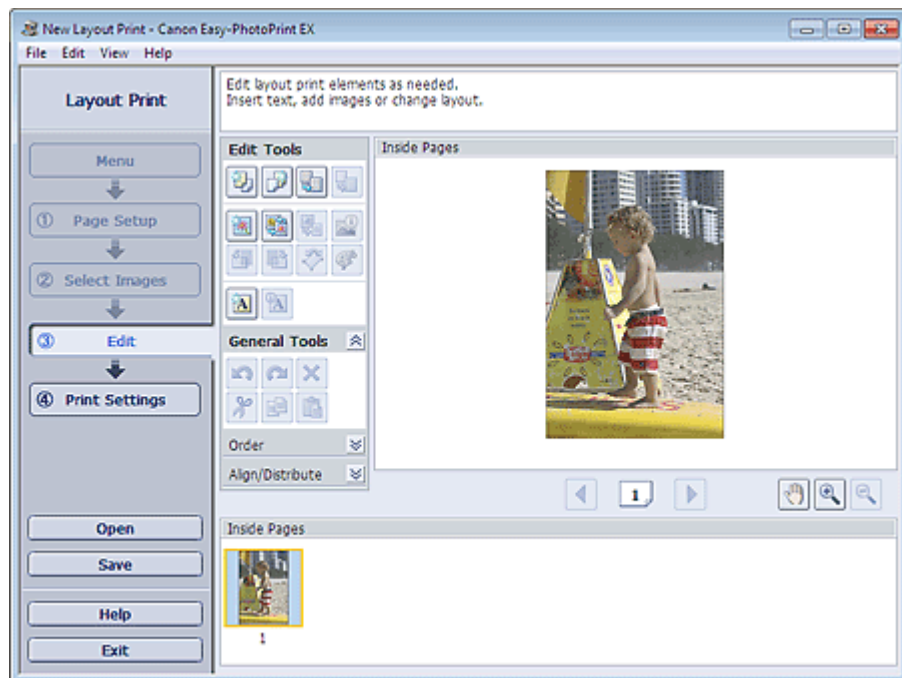 New Layout Print - Canon Easy-PhotoPrint EX
File Edit View Help
Layout Print
Edit layout print elements as needed.
Insert text, add images or change layout.
Menu
① Page Setup
② Select Images
③ Edit
④ Print Settings
Open
Save
Help
Exit
Edit Tools
A A
General Tools
Order
Align/Distribute
Inside Pages
1
Inside Pages
1